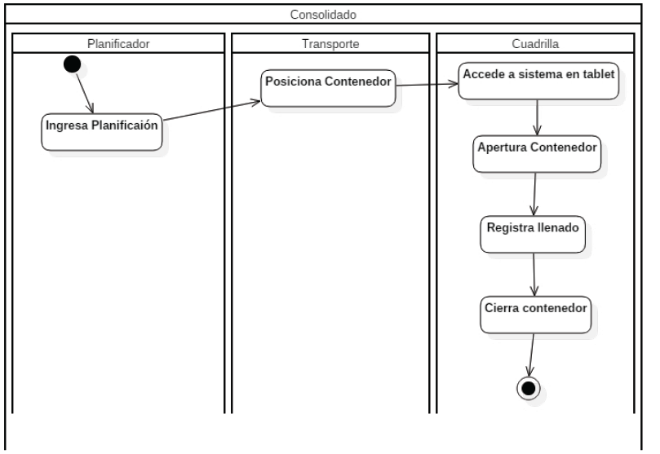 Consolidado
Planificador
Transporte
Cuadrilla
Ingresa Planificaión
Posiciona Contenedor
Accede a sistema en tablet
Apertura Contenedor
Registra llenado
Cierra contenedor